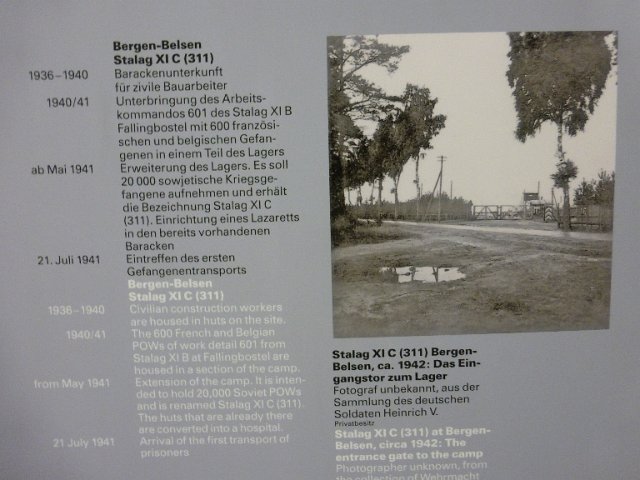 Bergen-Belsen
Stalag XI C (311)
1936 – 1940 Barackenunterkunft
für zivile Bauarbeiter
1940/41 Unterbringung des Arbeits-
kommandos 601 des Stalag XI B
Fallingbostel mit 600 französi-
schen und belgischen Gefan-
genen in einem Teil des Lagers
ab Mai 1941 Erweiterung des Lagers. Es soll
20 000 sowjetische Kriegsge-
fangene aufnehmen und erhält
die Bezeichnung Stalag XI C
(311). Einrichtung eines Lazaretts
in den bereits vorhandenen
Baracken
21. Juli 1941 Eintreffen des ersten
Gefangenentransports
Bergen-Belsen
Stalag XI C (311)
1936 – 1940 Civilian construction workers
are housed in huts on the site.
1940/41 The 600 French and Belgian
POWs of work detail 601 from
Stalag XI B at Fallingbostel are
housed in a section of the camp.
from May 1941 Extension of the camp. It is inten-
ded to hold 20,000 Soviet POWs
and is renamed Stalag XI C (311).
The huts that are already there
are converted into a hospital.
21 July 1941 Arrival of the first transport of
prisoners
Stalag XI C (311) Bergen-
Belsen, ca. 1942: Das Ein-
gangstor zum Lager
Fotograf unbekannt, aus der
Sammlung des deutschen
Soldaten Heinrich V.
Privatbesitz
Stalag XI C (311) at Bergen-
Belsen, circa 1942: The
entrance gate to the camp
Photographer unknown, from
the collection of Wehrmacht